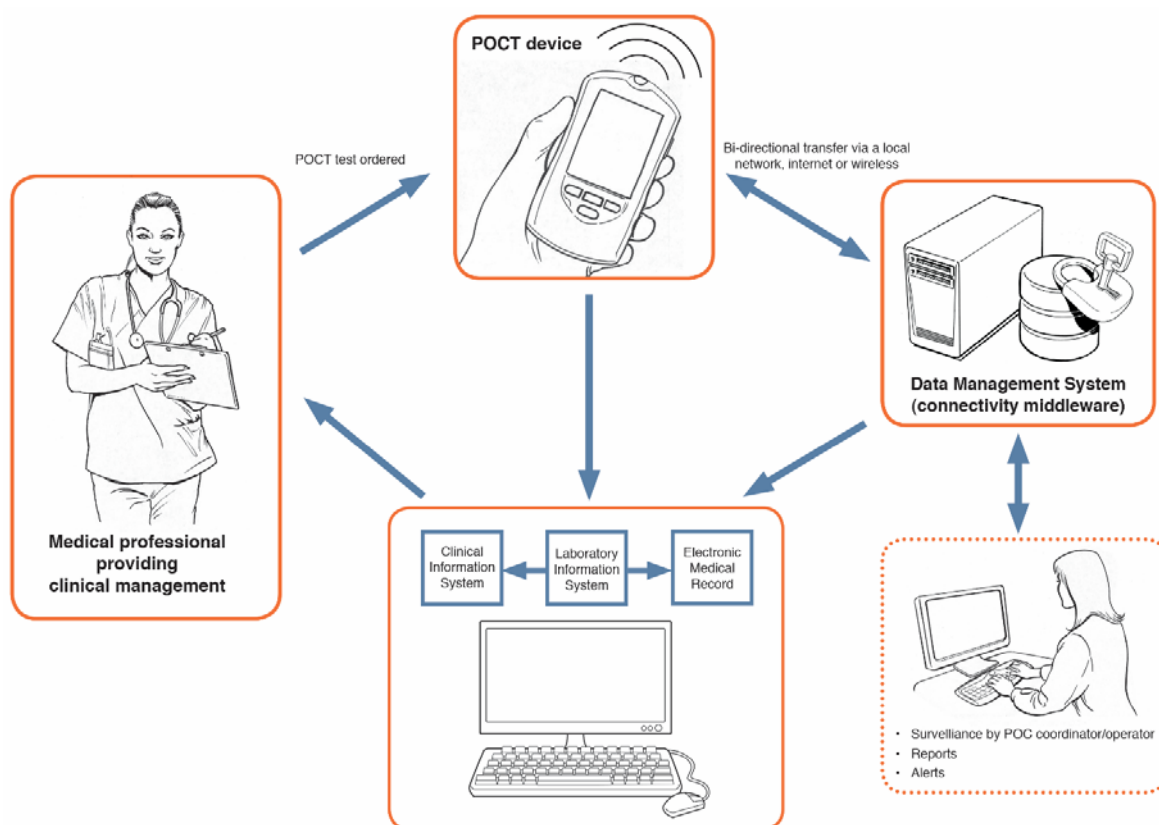 POCT device
POCT test ordered
Bi-directional transfer via a local
network, internet or wireless
Medical professional
providing
clinical management
Data Management System
(connectivity middleware)
Clinical
Information
System
Laboratory
Information
System
Electronic
Medical
Record
• Survelliance by POC coordinator/operator
• Reports
• Alerts